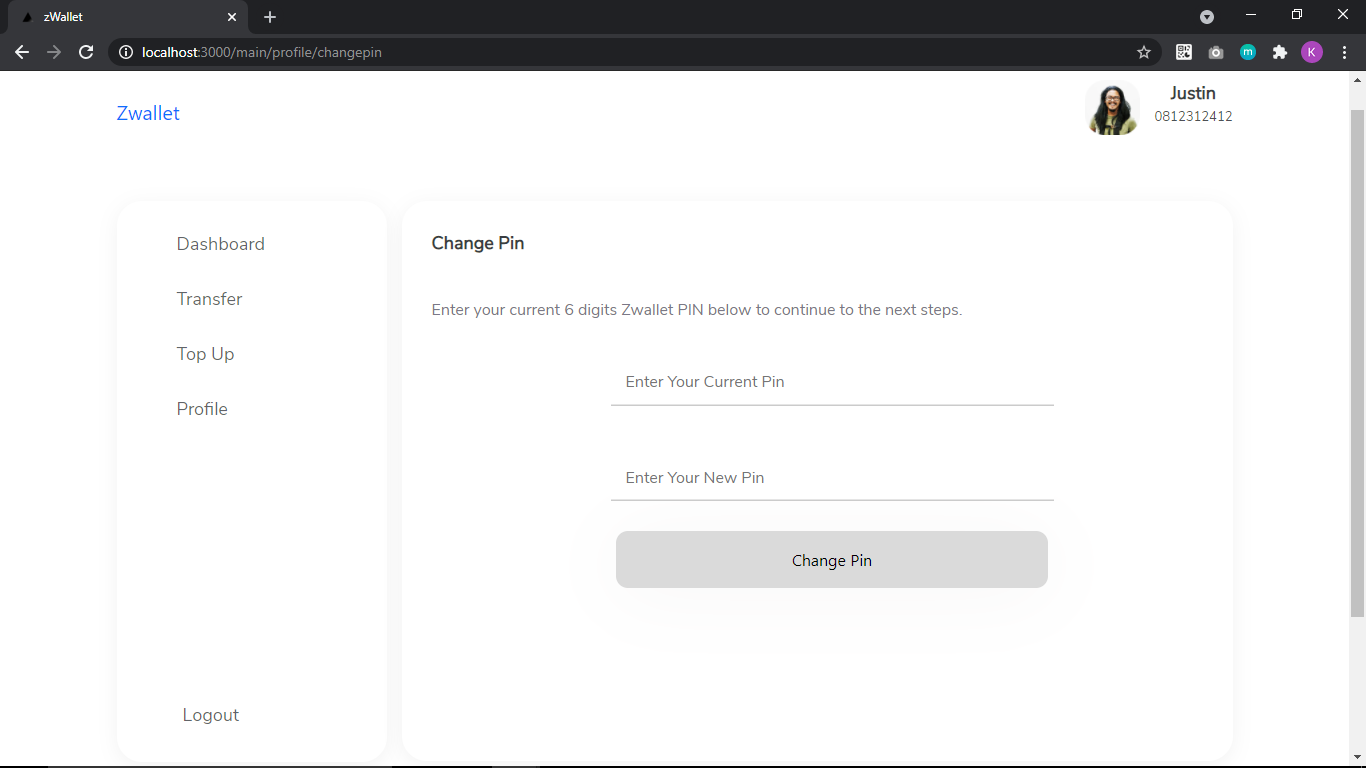 zWallet
localhost:3000/main/profile/changepin
m
K
Zwallet
Justin
0812312412
Dashboard
Transfer
Top Up
Profile
Logout
Change Pin
Enter your current 6 digits Zwallet PIN below to continue to the next steps.
Enter Your Current Pin
Enter Your New Pin
Change Pin